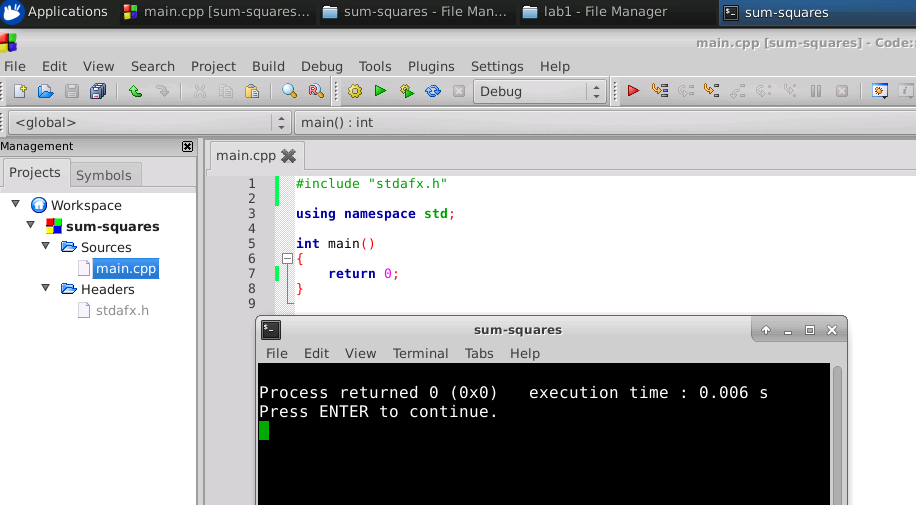 Applications main.cpp [sum-squares... sum-squares - File Man... lab1 - File Manager sum-squares
main.cpp [sum-squares] - Code::
File Edit View Search Project Build Debug Tools Plugins Settings Help
Debug
<global> main() : int
Management
main.cpp
Projects Symbols
Workspace
sum-squares
Sources
main.cpp
Headers
stdafx.h
1 #include "stdafx.h"
2
3 using namespace std;
4
5 int main()
6 {
7 return 0;
8 }
9
sum-squares
File Edit View Terminal Tabs Help
Process returned 0 (0x0) execution time : 0.006 s
Press ENTER to continue.